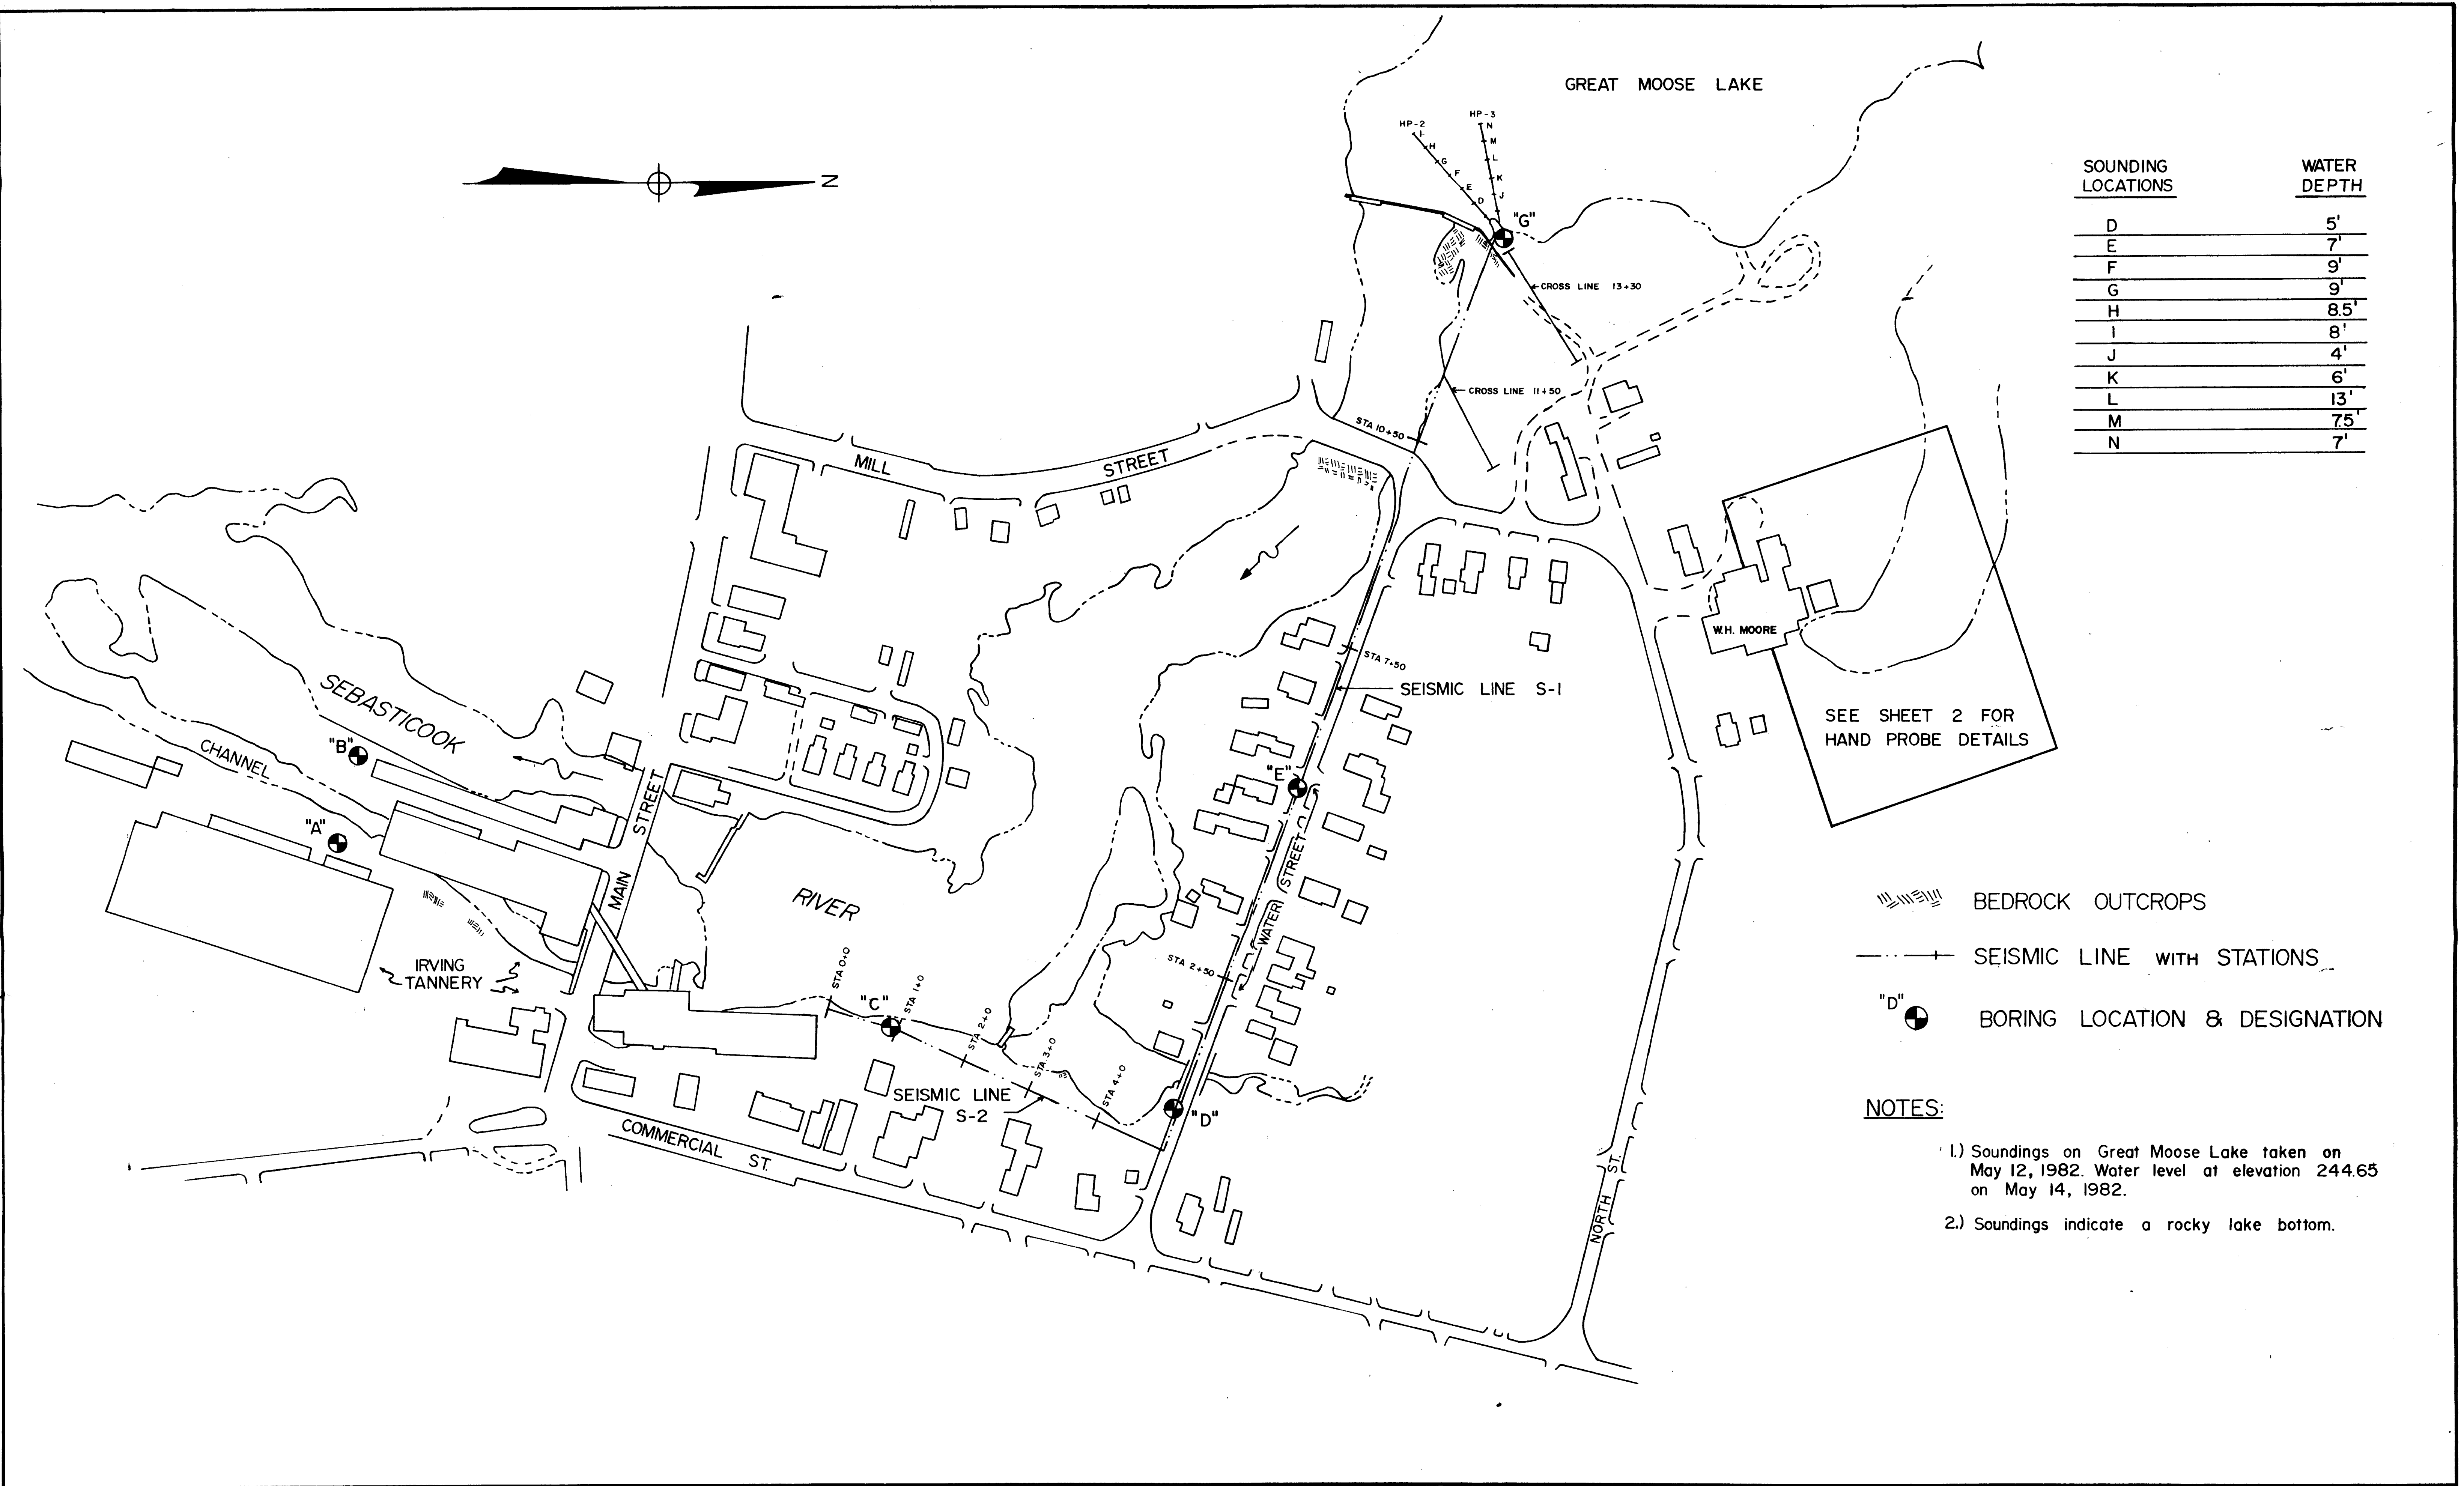 GREAT MOOSE LAKE
HP-2
I
H
G
F
E
D
HP-3
N
M
L
K
J
"G"
N
CROSS LINE 13+30
CROSS LINE 11+50
STA 10+50
SOUNDING LOCATIONS
WATER DEPTH
D 5'
E 7'
F 9'
G 9'
H 8.5'
I 8'
J 4'
K 6'
L 13'
M 7.5'
N 7'
MILL STREET
W.H. MOORE
STA 7+50
SEISMIC LINE S-1
SEE SHEET 2 FOR
HAND PROBE DETAILS
SEBASTICOOK
CHANNEL
"B"
"A"
MAIN STREET
"E"
WATER STREET
RIVER
IRVING
TANNERY
STA 0+0
"C"
STA 1+0
STA 2+0
STA 3+0
STA 4+0
STA 2+50
SEISMIC LINE
S-2
"D"
COMMERCIAL ST.
NORTH ST.
BEDROCK OUTCROPS
SEISMIC LINE WITH STATIONS
"D" BORING LOCATION & DESIGNATION
NOTES:
1.) Soundings on Great Moose Lake taken on
May 12, 1982. Water level at elevation 244.65
on May 14, 1982.
2.) Soundings indicate a rocky lake bottom.